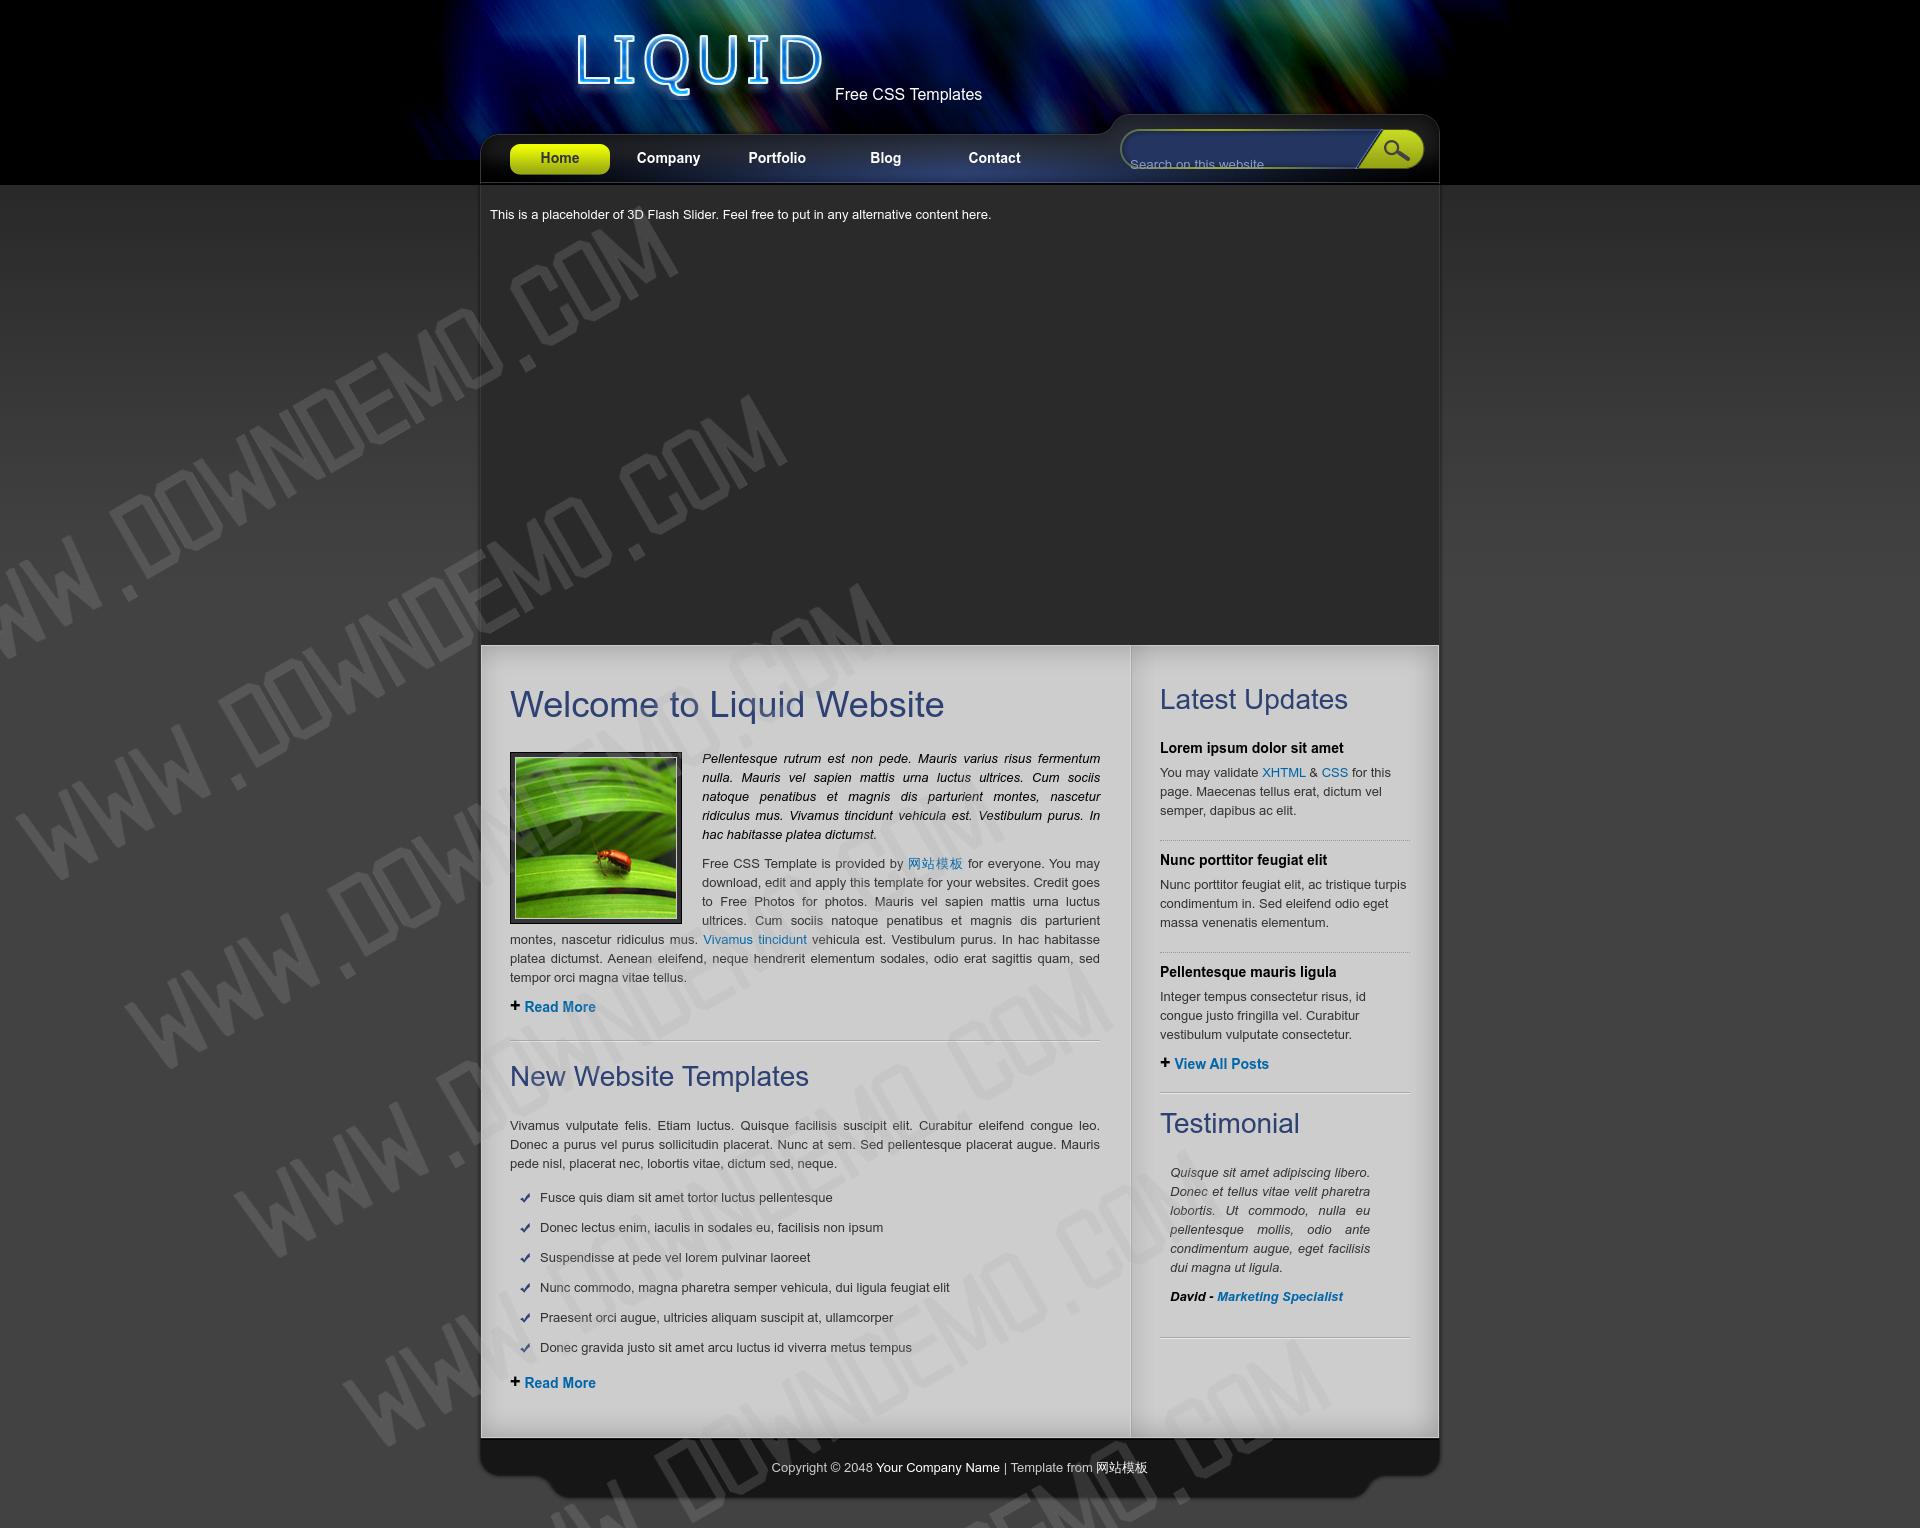 LIQUID
Free CSS Templates
Home Company Portfolio Blog Contact
Search on this website
This is a placeholder of 3D Flash Slider. Feel free to put in any alternative content here.
Welcome to Liquid Website
Pellentesque rutrum est non pede. Mauris varius risus fermentum
nulla. Mauris vel sapien mattis urna luctus ultrices. Cum sociis
natoque penatibus et magnis dis parturient montes, nascetur
ridiculus mus. Vivamus tincidunt vehicula est. Vestibulum purus. In
hac habitasse platea dictumst.
Free CSS Template is provided by 网站模板 for everyone. You may
download, edit and apply this template for your websites. Credit goes
to Free Photos for photos. Mauris vel sapien mattis urna luctus
ultrices. Cum sociis natoque penatibus et magnis dis parturient
montes, nascetur ridiculus mus. Vivamus tincidunt vehicula est. Vestibulum purus. In hac habitasse
platea dictumst. Aenean eleifend, neque hendrerit elementum sodales, odio erat sagittis quam, sed
tempor orci magna vitae tellus.
+ Read More
New Website Templates
Vivamus vulputate felis. Etiam luctus. Quisque facilisis suscipit elit. Curabitur eleifend congue leo.
Donec a purus vel purus sollicitudin placerat. Nunc at sem. Sed pellentesque placerat augue. Mauris
pede nisl, placerat nec, lobortis vitae, dictum sed, neque.
Fusce quis diam sit amet tortor luctus pellentesque
Donec lectus enim, iaculis in sodales eu, facilisis non ipsum
Suspendisse at pede vel lorem pulvinar laoreet
Nunc commodo, magna pharetra semper vehicula, dui ligula feugiat elit
Praesent orci augue, ultricies aliquam suscipit at, ullamcorper
Donec gravida justo sit amet arcu luctus id viverra metus tempus
+ Read More
Latest Updates
Lorem ipsum dolor sit amet
You may validate XHTML & CSS for this
page. Maecenas tellus erat, dictum vel
semper, dapibus ac elit.
Nunc porttitor feugiat elit
Nunc porttitor feugiat elit, ac tristique turpis
condimentum in. Sed eleifend odio eget
massa venenatis elementum.
Pellentesque mauris ligula
Integer tempus consectetur risus, id
congue justo fringilla vel. Curabitur
vestibulum vulputate consectetur.
+ View All Posts
Testimonial
Quisque sit amet adipiscing libero.
Donec et tellus vitae velit pharetra
lobortis. Ut commodo, nulla eu
pellentesque mollis, odio ante
condimentum augue, eget facilisis
dui magna ut ligula.
David - Marketing Specialist
Copyright © 2048 Your Company Name | Template from 网站模板
WW.DOWNDEMO.COM
WWW.DOWNDEMO.COM
WWW.DOWNDEMO.COM
WWW.DOWNDEMO.COM
WWW.DOWNDEMO.COM
WW.DOWNDEMO.COM
DEMO.COM